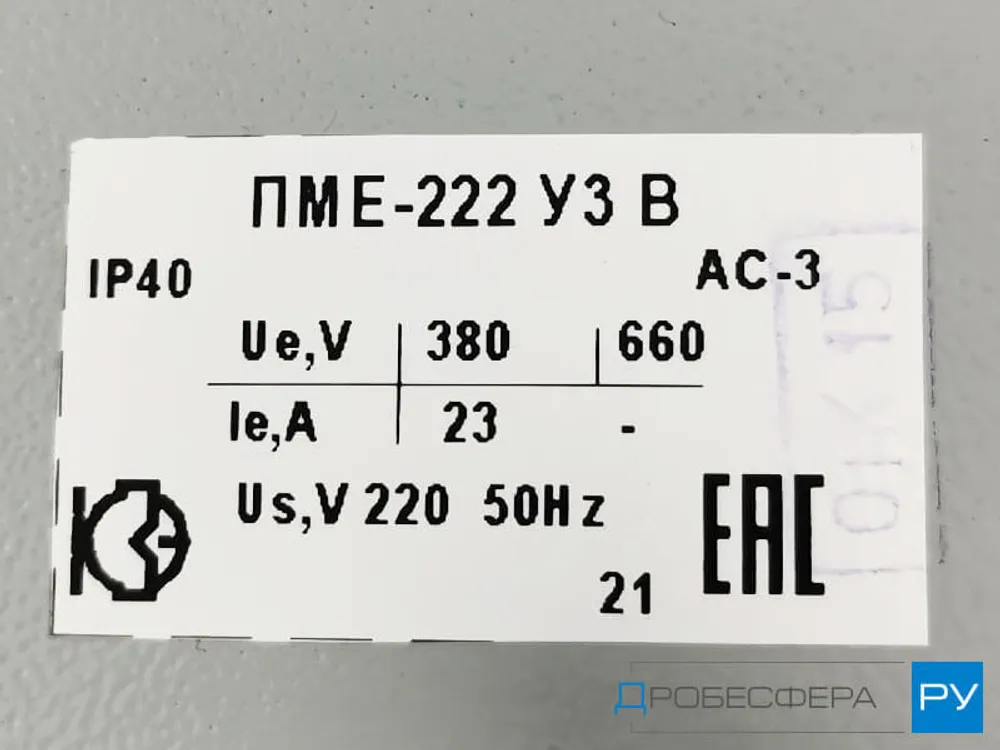 ПМЕ-222 У3 В
IP40
АС-3
Ue,V 380 660
Ie,A 23 -
Us,V 220 50Hz
21
EAC
ОТК 15
ДРОБЕСФЕРА РУ